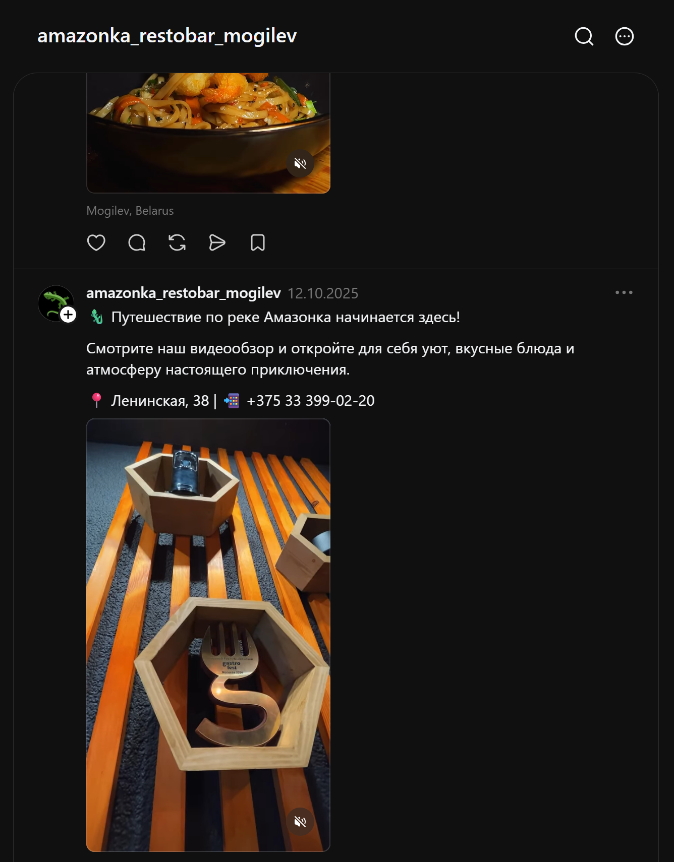 amazonka_restobar_mogilev
Mogilev, Belarus
amazonka_restobar_mogilev 12.10.2025
🦎 Путешествие по реке Амазонка начинается здесь!
Смотрите наш видеообзор и откройте для себя уют, вкусные блюда и
атмосферу настоящего приключения.
📍 Ленинская, 38 | 📲 +375 33 399-02-20